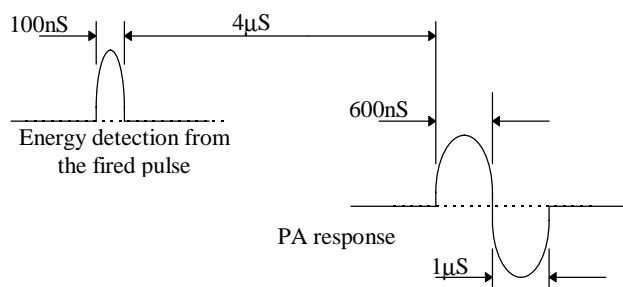 100nS
4μS
600nS
Energy detection from
the fired pulse
PA response
1μS